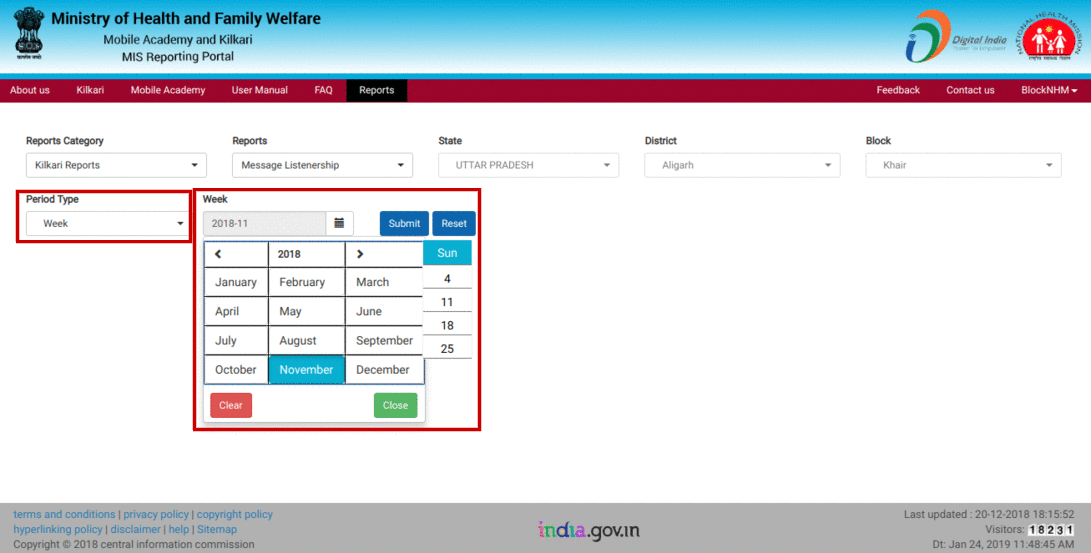 Ministry of Health and Family Welfare
Mobile Academy and Kilkari
MIS Reporting Portal
Digital India
Power To Empower
NATIONAL HEALTH MISSION
About us Kilkari Mobile Academy User Manual FAQ Reports Feedback Contact us BlockNHM
Reports Category Reports State District Block
Kilkari Reports Message Listenership UTTAR PRADESH Aligarh Khair
Period Type Week
Week 2018-11 Submit Reset
2018 Sun
January February March 4
April May June 11
July August September 18
October November December 25
Clear Close
terms and conditions | privacy policy | copyright policy
hyperlinking policy | disclaimer | help | Sitemap
Copyright © 2018 central information commission
india.gov.in
Last updated : 20-12-2018 18:15:52
Visitors: 18231
Dt: Jan 24, 2019 11:48:45 AM